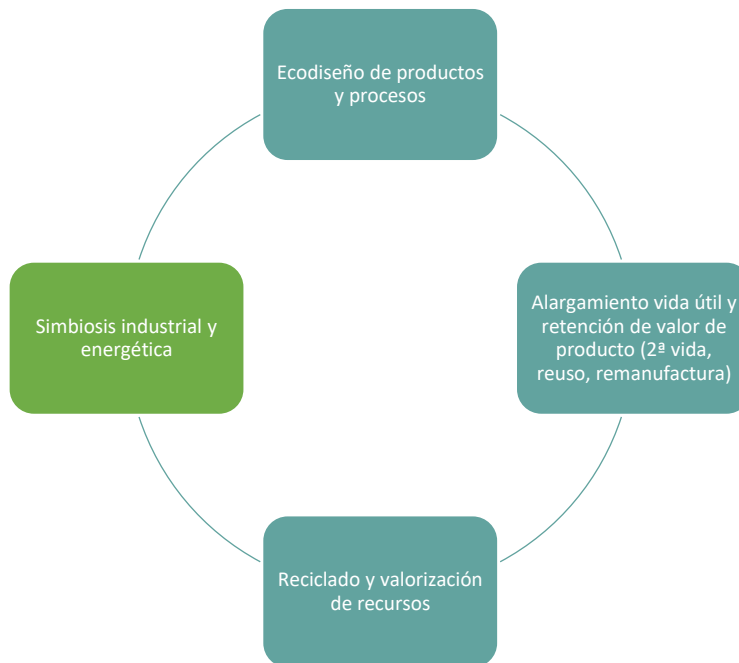 Ecodiseño de productos
y procesos
Alargamiento vida útil y
retención de valor de
producto (2ª vida,
reuso, remanufactura)
Reciclado y valorización
de recursos
Simbiosis industrial y
energética